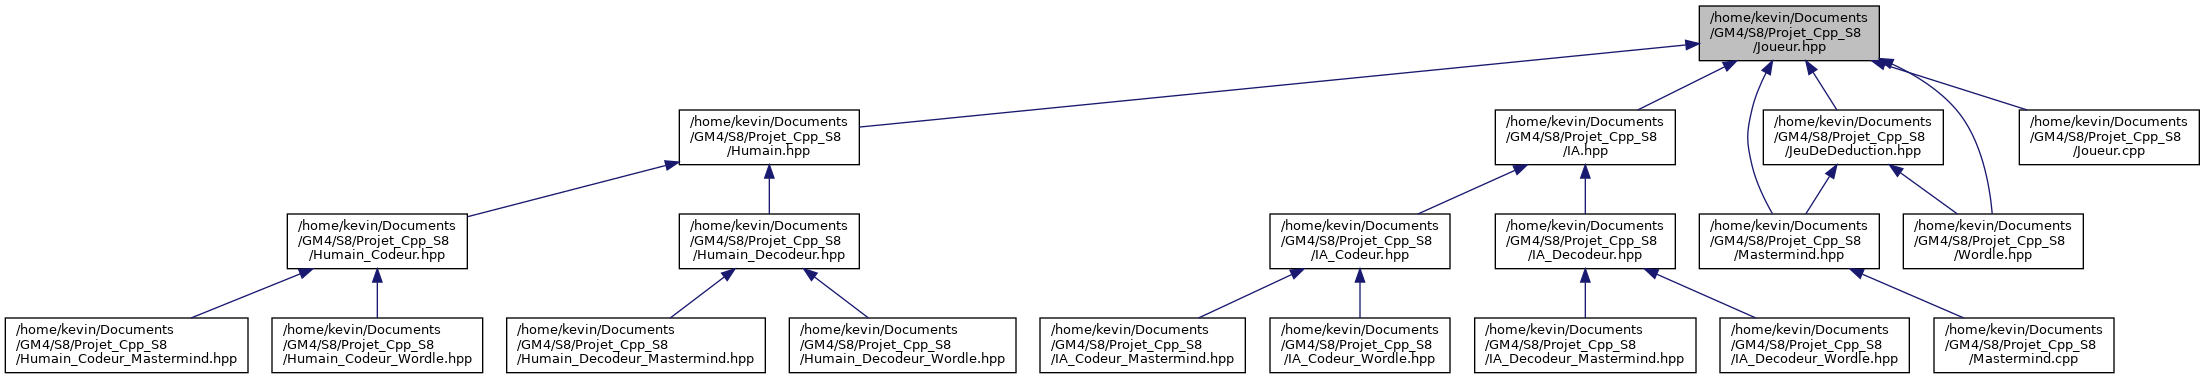 /home/kevin/Documents
/GM4/S8/Projet_Cpp_S8
/Joueur.hpp
/home/kevin/Documents
/GM4/S8/Projet_Cpp_S8
/Humain.hpp
/home/kevin/Documents
/GM4/S8/Projet_Cpp_S8
/IA.hpp
/home/kevin/Documents
/GM4/S8/Projet_Cpp_S8
/JeuDeDeduction.hpp
/home/kevin/Documents
/GM4/S8/Projet_Cpp_S8
/Joueur.cpp
/home/kevin/Documents
/GM4/S8/Projet_Cpp_S8
/Humain_Codeur.hpp
/home/kevin/Documents
/GM4/S8/Projet_Cpp_S8
/Humain_Decodeur.hpp
/home/kevin/Documents
/GM4/S8/Projet_Cpp_S8
/IA_Codeur.hpp
/home/kevin/Documents
/GM4/S8/Projet_Cpp_S8
/IA_Decodeur.hpp
/home/kevin/Documents
/GM4/S8/Projet_Cpp_S8
/Mastermind.hpp
/home/kevin/Documents
/GM4/S8/Projet_Cpp_S8
/Wordle.hpp
/home/kevin/Documents
/GM4/S8/Projet_Cpp_S8
/Humain_Codeur_Mastermind.hpp
/home/kevin/Documents
/GM4/S8/Projet_Cpp_S8
/Humain_Codeur_Wordle.hpp
/home/kevin/Documents
/GM4/S8/Projet_Cpp_S8
/Humain_Decodeur_Mastermind.hpp
/home/kevin/Documents
/GM4/S8/Projet_Cpp_S8
/Humain_Decodeur_Wordle.hpp
/home/kevin/Documents
/GM4/S8/Projet_Cpp_S8
/IA_Codeur_Mastermind.hpp
/home/kevin/Documents
/GM4/S8/Projet_Cpp_S8
/IA_Codeur_Wordle.hpp
/home/kevin/Documents
/GM4/S8/Projet_Cpp_S8
/IA_Decodeur_Mastermind.hpp
/home/kevin/Documents
/GM4/S8/Projet_Cpp_S8
/IA_Decodeur_Wordle.hpp
/home/kevin/Documents
/GM4/S8/Projet_Cpp_S8
/Mastermind.cpp